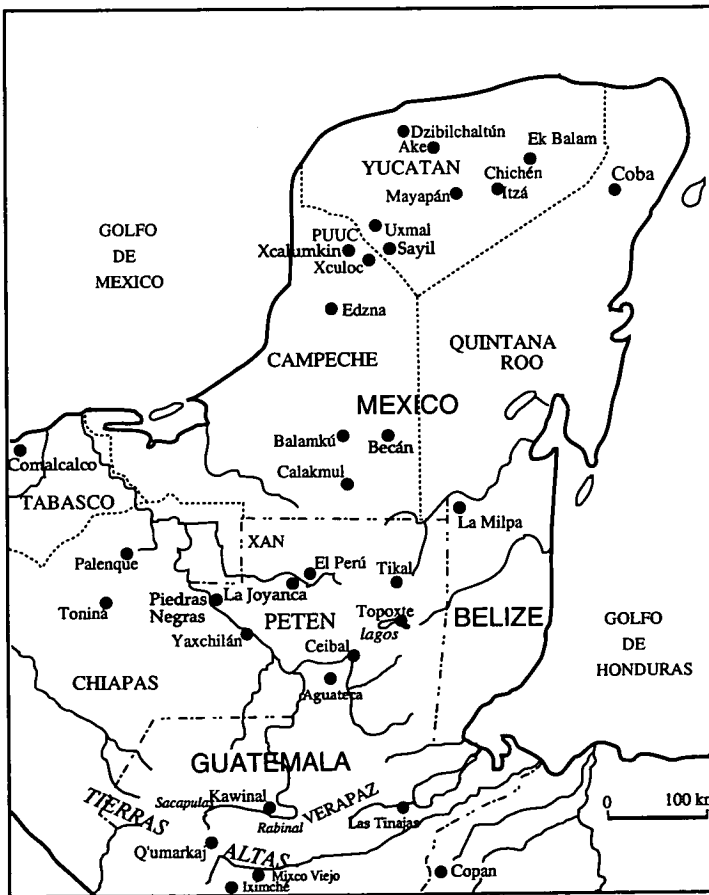 Dzibilchaltún
Ake
Ek Balam
YUCATAN
Chichén
Itzá
Coba
Mayapán
GOLFO
DE
MEXICO
Uxmal
PUUC
Xcalumkin
Sayil
Xculoc
Edzna
QUINTANA
ROO
CAMPECHE
MEXICO
Balamkú
Becán
Comalcalco
Calakmul
TABASCO
La Milpa
XAN
Palenque
El Perú
Tikal
La Joyanca
Piedras
Negras
Toniná
PETEN
Topoxte
lagos
BELIZE
GOLFO
DE
HONDURAS
Yaxchilán
Ceibal
Aguateca
CHIAPAS
GUATEMALA
TIERRAS
ALTAS
Sacapulas
Kawinal
Rabinal
VERAPAZ
Las Tinajas
0 100 km
Q'umarkaj
Mixco Viejo
Iximché
Copan